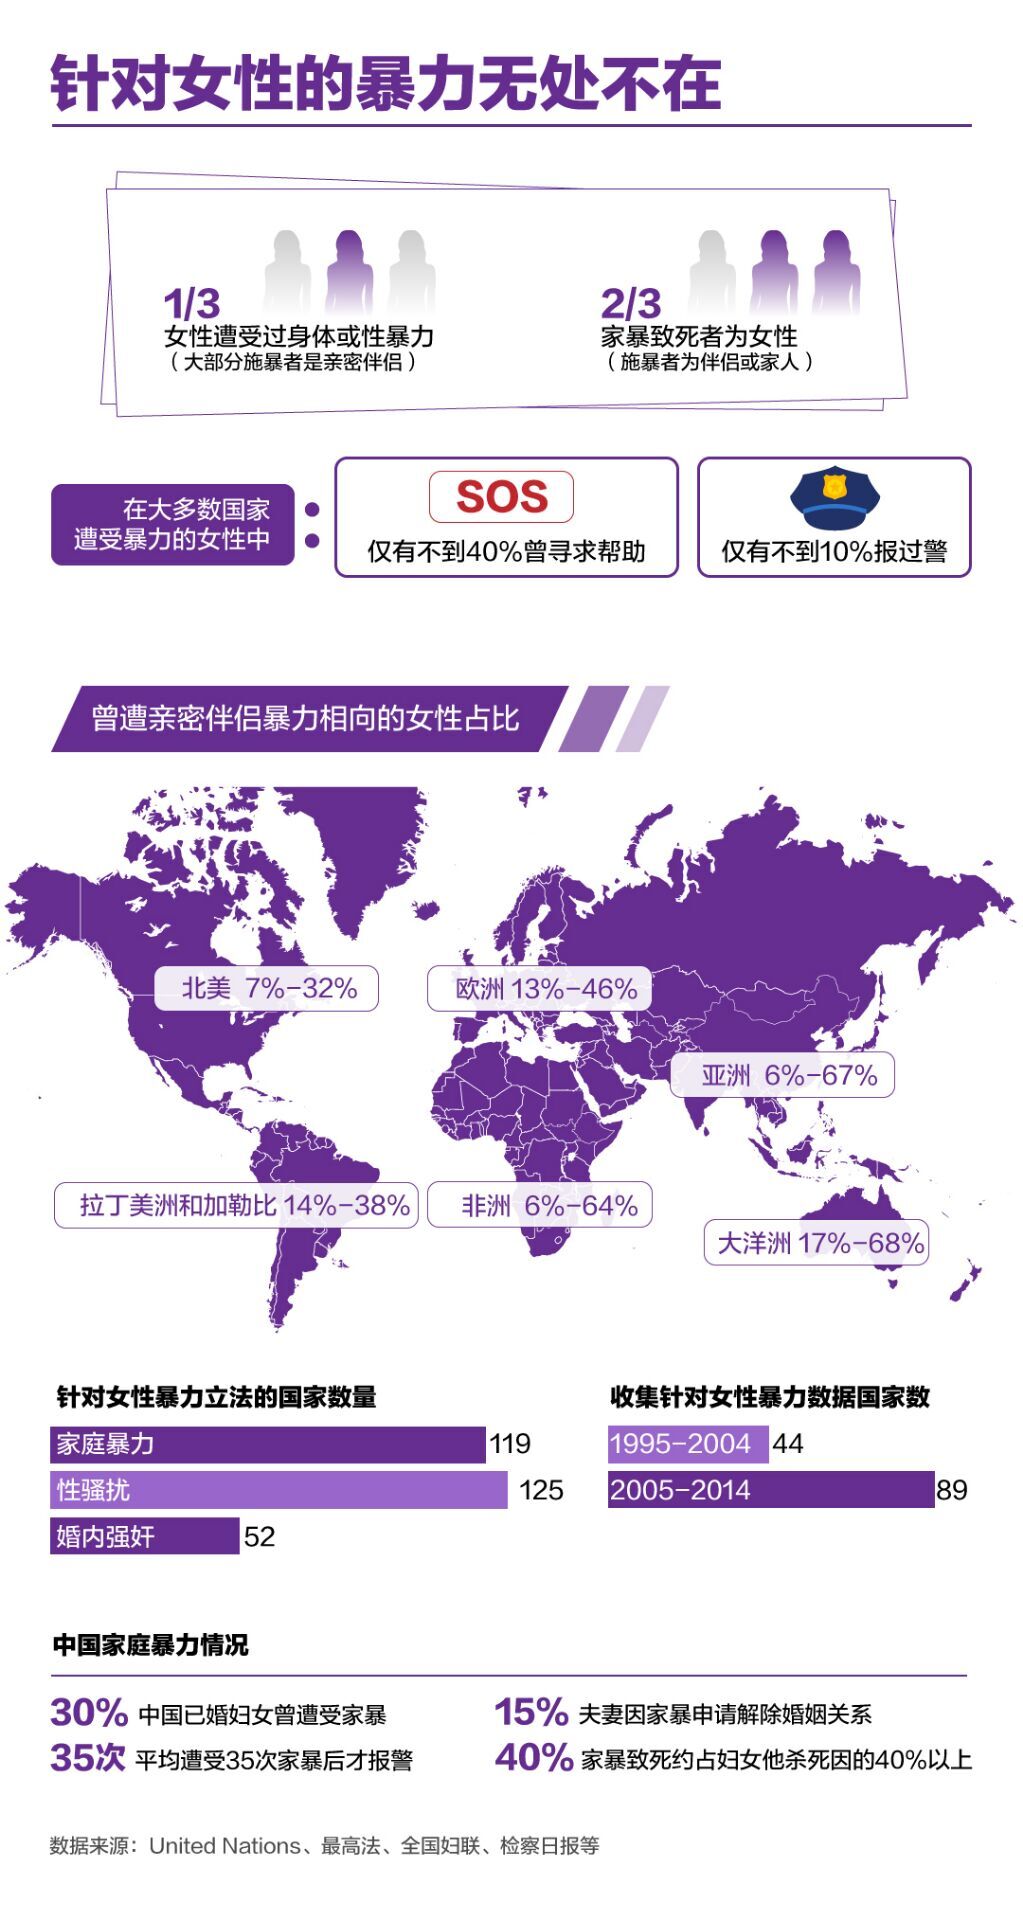 针对女性的暴力无处不在
1/3
女性遭受过身体或性暴力
（大部分施暴者是亲密伴侣）
2/3
家暴致死者为女性
（施暴者为伴侣或家人）
在大多数国家
遭受暴力的女性中
SOS
仅有不到40%曾寻求帮助
仅有不到10%报过警
曾遭亲密伴侣暴力相向的女性占比
北美 7%-32%
欧洲 13%-46%
亚洲 6%-67%
拉丁美洲和加勒比 14%-38%
非洲 6%-64%
大洋洲 17%-68%
针对女性暴力立法的国家数量
家庭暴力 119
性骚扰 125
婚内强奸 52
收集针对女性暴力数据国家数
1995-2004 44
2005-2014 89
中国家庭暴力情况
30% 中国已婚妇女曾遭受家暴
35次 平均遭受35次家暴后才报警
15% 夫妻因家暴申请解除婚姻关系
40% 家暴致死约占妇女他杀死因的40%以上
数据来源：United Nations、最高法、全国妇联、检察日报等